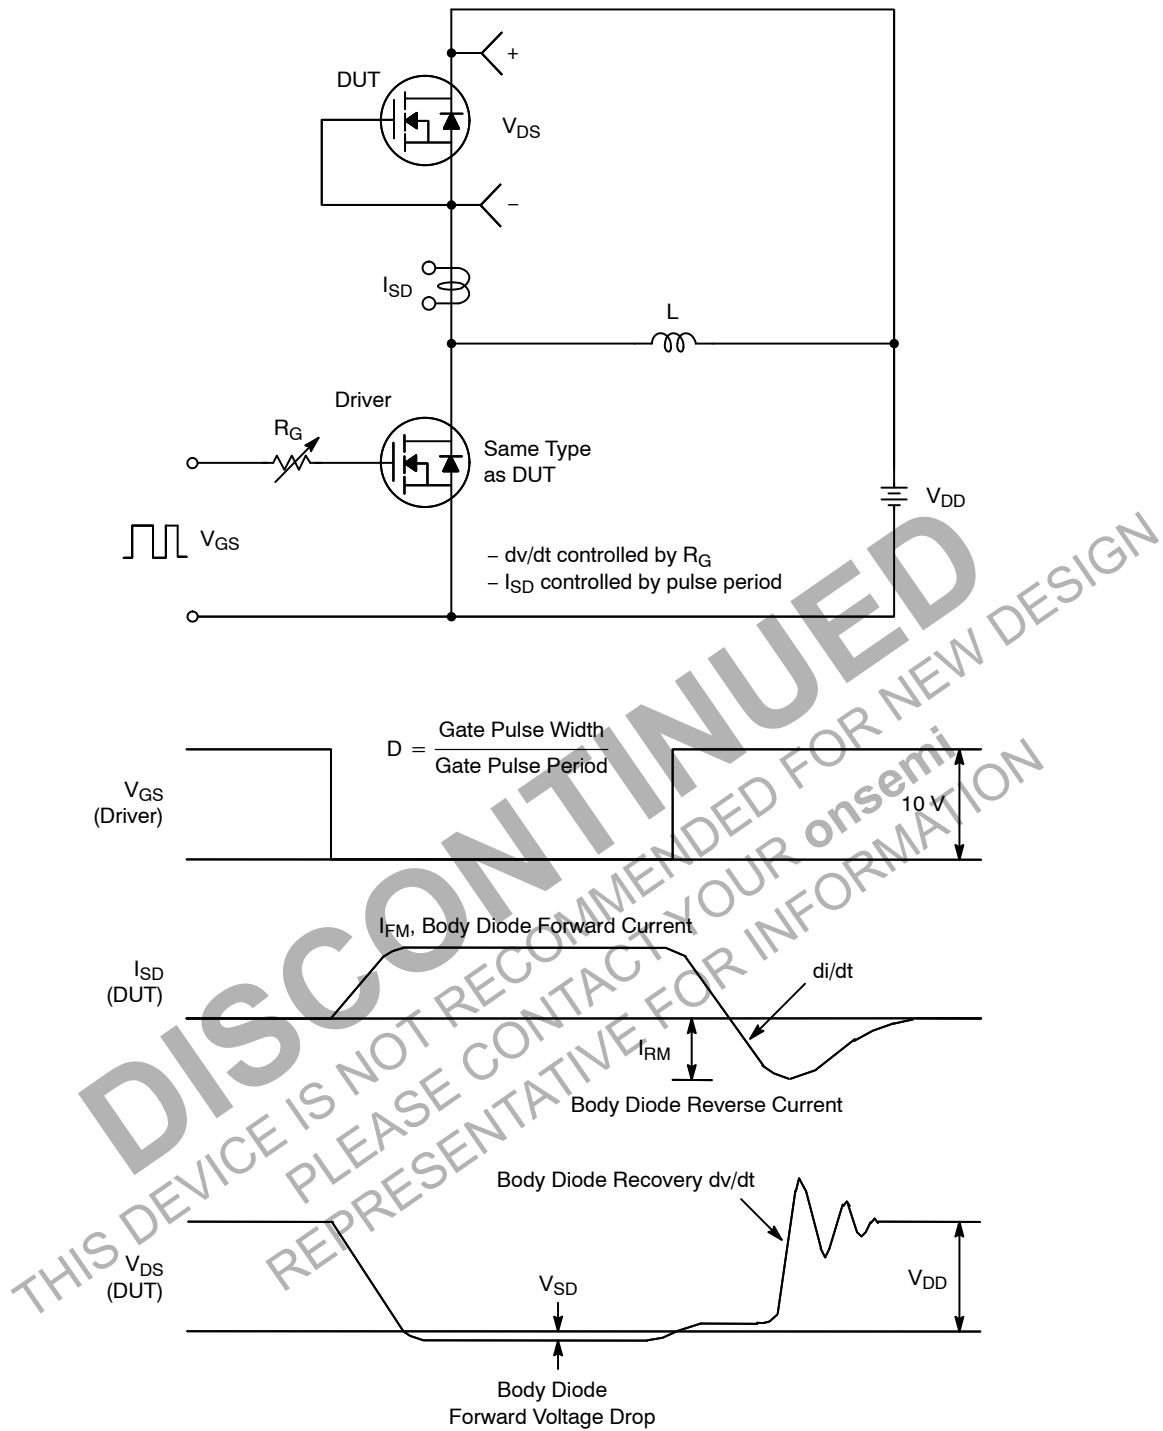 +
DUT
VDS
−
ISD
L
Driver
RG
Same Type
as DUT
VDD
VGS
− dv/dt controlled by RG
− ISD controlled by pulse period
DISCONTINUED
THIS DEVICE IS NOT RECOMMENDED FOR NEW DESIGN
PLEASE CONTACT YOUR onsemi
REPRESENTATIVE FOR INFORMATION
D = Gate Pulse Width
Gate Pulse Period
VGS
(Driver)
10 V
IFM, Body Diode Forward Current
ISD
(DUT)
di/dt
IRM
Body Diode Reverse Current
Body Diode Recovery dv/dt
VDS
(DUT)
VSD
VDD
Body Diode
Forward Voltage Drop